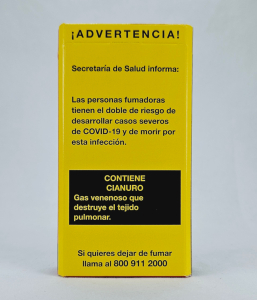 ¡ADVERTENCIA!
Secretaría de Salud informa:
Las personas fumadoras
tienen el doble de riesgo de
desarrollar casos severos
de COVID-19 y de morir por
esta infección.
CONTIENE
CIANURO
Gas venenoso que
destruye el tejido
pulmonar.
Si quieres dejar de fumar
llama al 800 911 2000